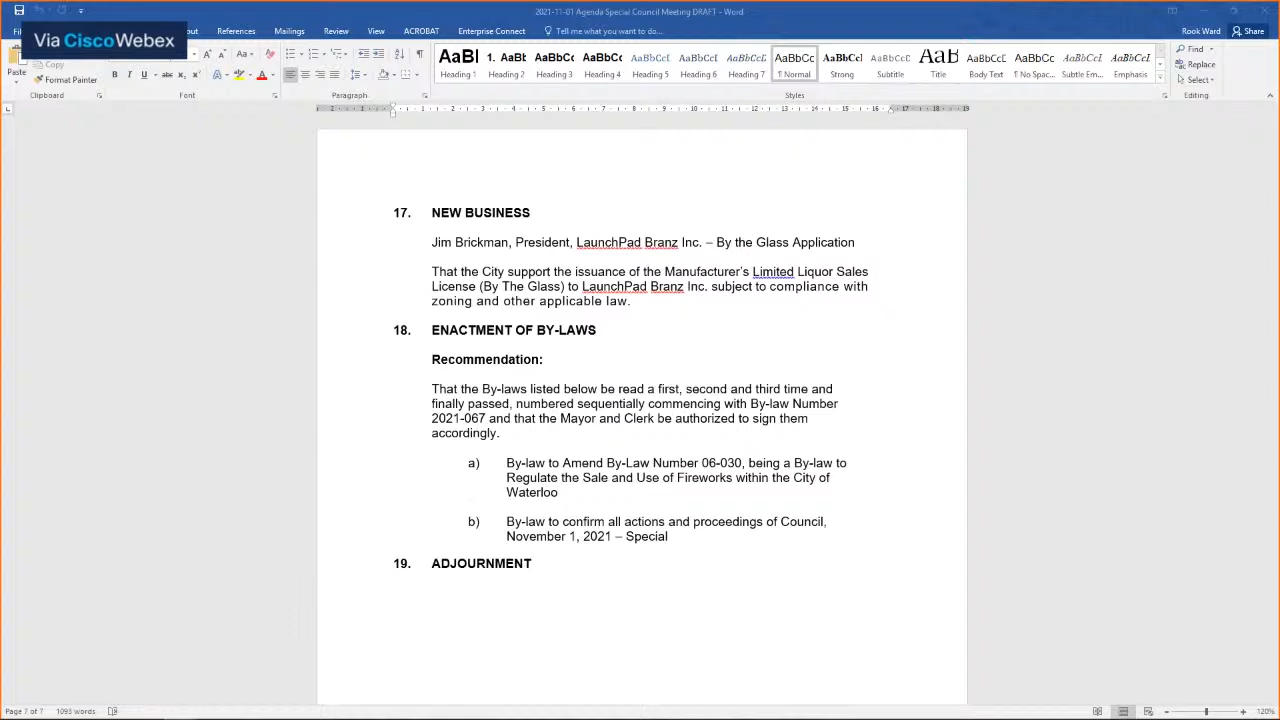 2021-11-01 Agenda Special Council Meeting DRAFT - Word
Via CiscoWebex
References Mailings Review View ACROBAT Enterprise Connect Tell me what you want to do... Rook Ward Share
Paste
Copy
Format Painter
Clipboard Font Paragraph Styles Editing
AaBl 1. AaBb AaBbCc AaBbCc AaBbCcI AaBbCcI AaBbCcL AaBbCc AaBbCcl AaBbCcL AaB AaBbCcI AaBbCc AaBbCcL AaBbCcL
Heading 1 Heading 2 Heading 3 Heading 4 Heading 5 Heading 6 Heading 7 ¶ Normal Strong Subtitle Title Body Text ¶ No Spac... Subtle Em... Emphasis
Find
Replace
Select
17. NEW BUSINESS
Jim Brickman, President, LaunchPad Branz Inc. – By the Glass Application
That the City support the issuance of the Manufacturer's Limited Liquor Sales
License (By The Glass) to LaunchPad Branz Inc. subject to compliance with
zoning and other applicable law.
18. ENACTMENT OF BY-LAWS
Recommendation:
That the By-laws listed below be read a first, second and third time and
finally passed, numbered sequentially commencing with By-law Number
2021-067 and that the Mayor and Clerk be authorized to sign them
accordingly.
a) By-law to Amend By-Law Number 06-030, being a By-law to
Regulate the Sale and Use of Fireworks within the City of
Waterloo
b) By-law to confirm all actions and proceedings of Council,
November 1, 2021 – Special
19. ADJOURNMENT
Page 7 of 7 1093 words 120%